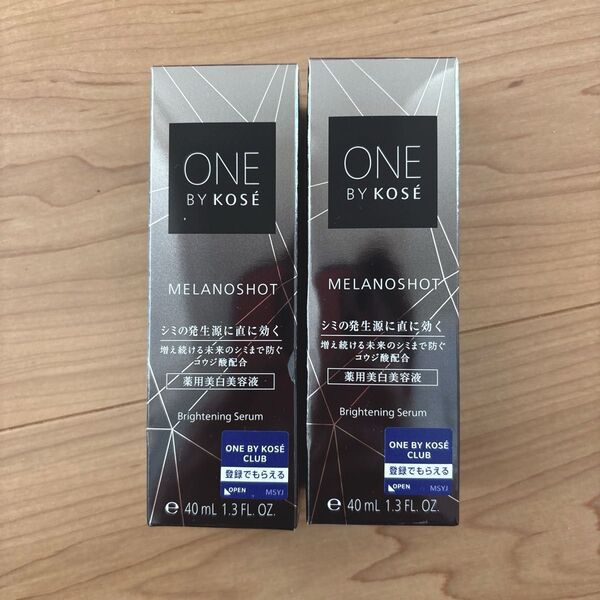 ONE
BY KOSÉ
MELANOSHOT
シミの発生源に直に効く
増え続ける未来のシミまで防ぐ
コウジ酸配合
薬用美白美容液
Brightening Serum
ONE BY KOSÉ
CLUB
登録でもらえる
OPEN MSYJ
℮ 40 mL 1.3 FL. OZ.
ONE
BY KOSÉ
MELANOSHOT
シミの発生源に直に効く
増え続ける未来のシミまで防ぐ
コウジ酸配合
薬用美白美容液
Brightening Serum
ONE BY KOSÉ
CLUB
登録でもらえる
OPEN MSYJ
℮ 40 mL 1.3 FL. OZ.